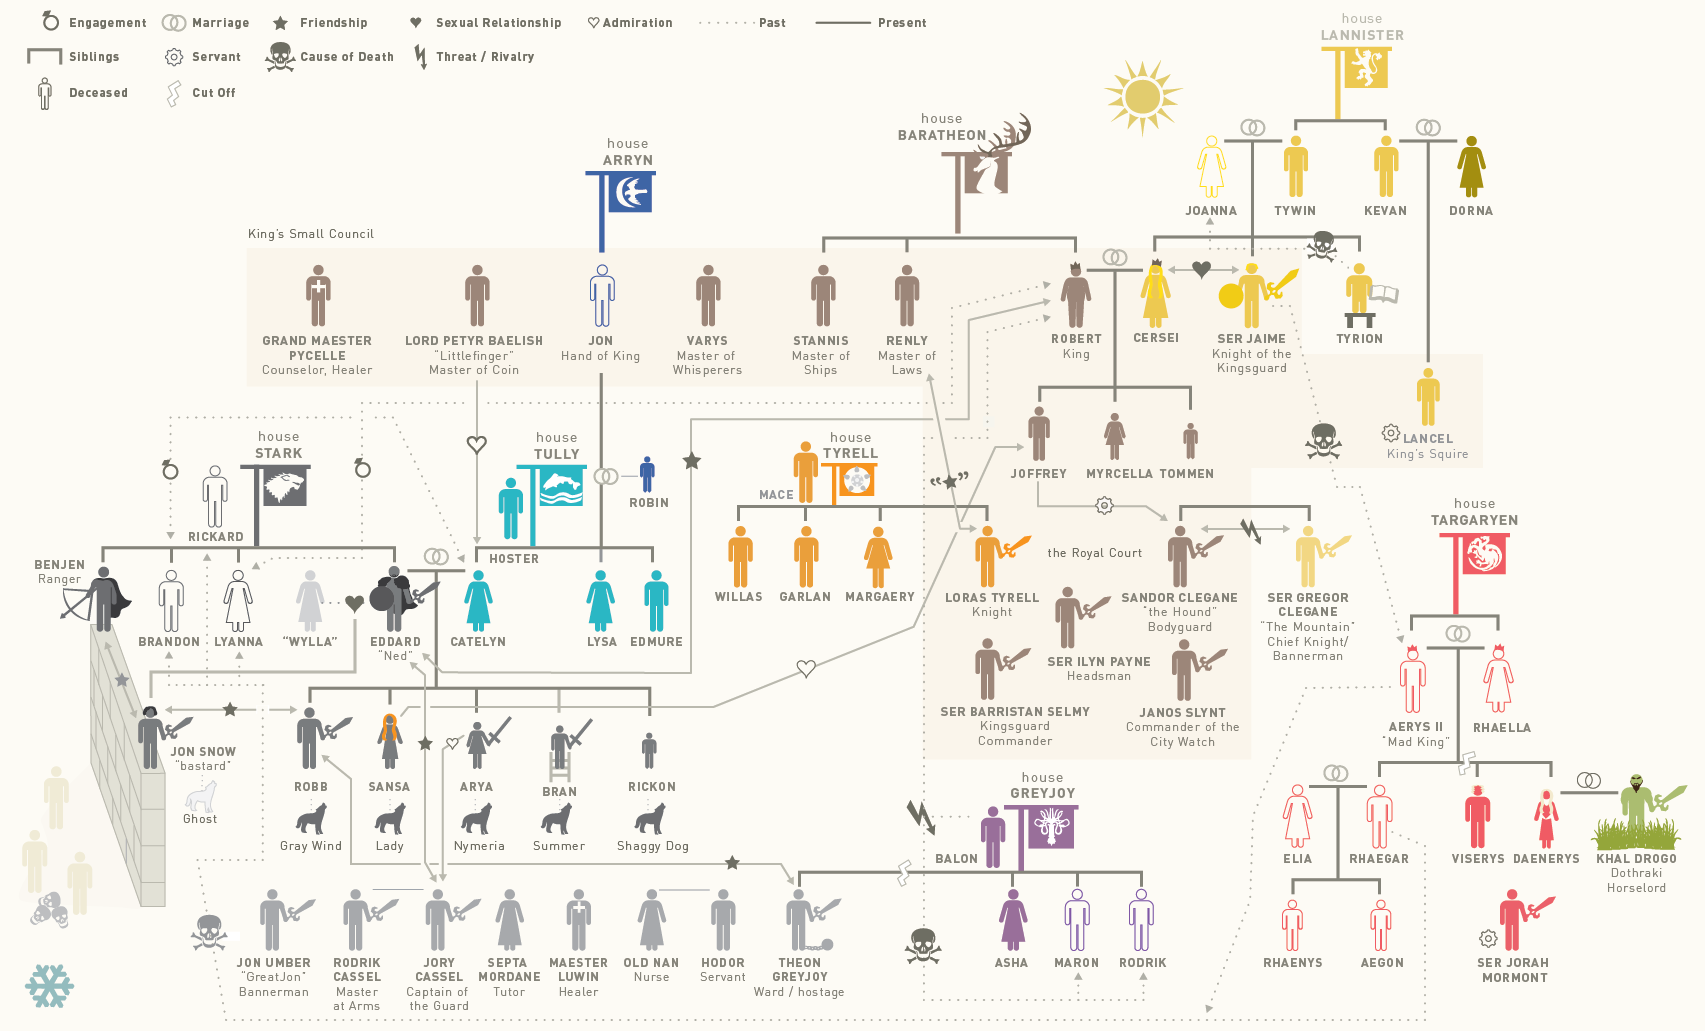 Engagement
Marriage
Friendship
Sexual Relationship
Admiration
Past
Present
Siblings
Servant
Cause of Death
Threat / Rivalry
Deceased
Cut Off
house
LANNISTER
JOANNA
TYWIN
KEVAN
DORNA
house
BARATHEON
house
ARRYN
King's Small Council
GRAND MAESTER
PYCELLE
Counselor, Healer
LORD PETYR BAELISH
"Littlefinger"
Master of Coin
JON
Hand of King
VARYS
Master of
Whisperers
STANNIS
Master of
Ships
RENLY
Master of
Laws
ROBERT
King
CERSEI
SER JAIME
Knight of the
Kingsguard
TYRION
LANCEL
King's Squire
JOFFREY
MYRCELLA
TOMMEN
house
STARK
RICKARD
house
TULLY
HOSTER
ROBIN
house
TYRELL
MACE
WILLAS
GARLAN
MARGAERY
LORAS TYRELL
Knight
the Royal Court
SANDOR CLEGANE
"the Hound"
Bodyguard
SER GREGOR
CLEGANE
"The Mountain"
Chief Knight/
Bannerman
SER ILYN PAYNE
Headsman
SER BARRISTAN SELMY
Kingsguard
Commander
JANOS SLYNT
Commander of the
City Watch
house
TARGARYEN
AERYS II
"Mad King"
RHAELLA
BENJEN
Ranger
BRANDON
LYANNA
"WYLLA"
EDDARD
"Ned"
CATELYN
LYSA
EDMURE
JON SNOW
"bastard"
Ghost
ROBB
SANSA
ARYA
BRAN
RICKON
Gray Wind
Lady
Nymeria
Summer
Shaggy Dog
house
GREYJOY
BALON
ASHA
MARON
RODRIK
ELIA
RHAEGAR
VISERYS
DAENERYS
KHAL DROGO
Dothraki
Horselord
RHAENYS
AEGON
SER JORAH
MORMONT
JON UMBER
"GreatJon"
Bannerman
RODRIK
CASSEL
Master
at Arms
JORY
CASSEL
Captain of
the Guard
SEPTA
MORDANE
Tutor
MAESTER
LUWIN
Healer
OLD NAN
Nurse
HODOR
Servant
THEON
GREYJOY
Ward / hostage